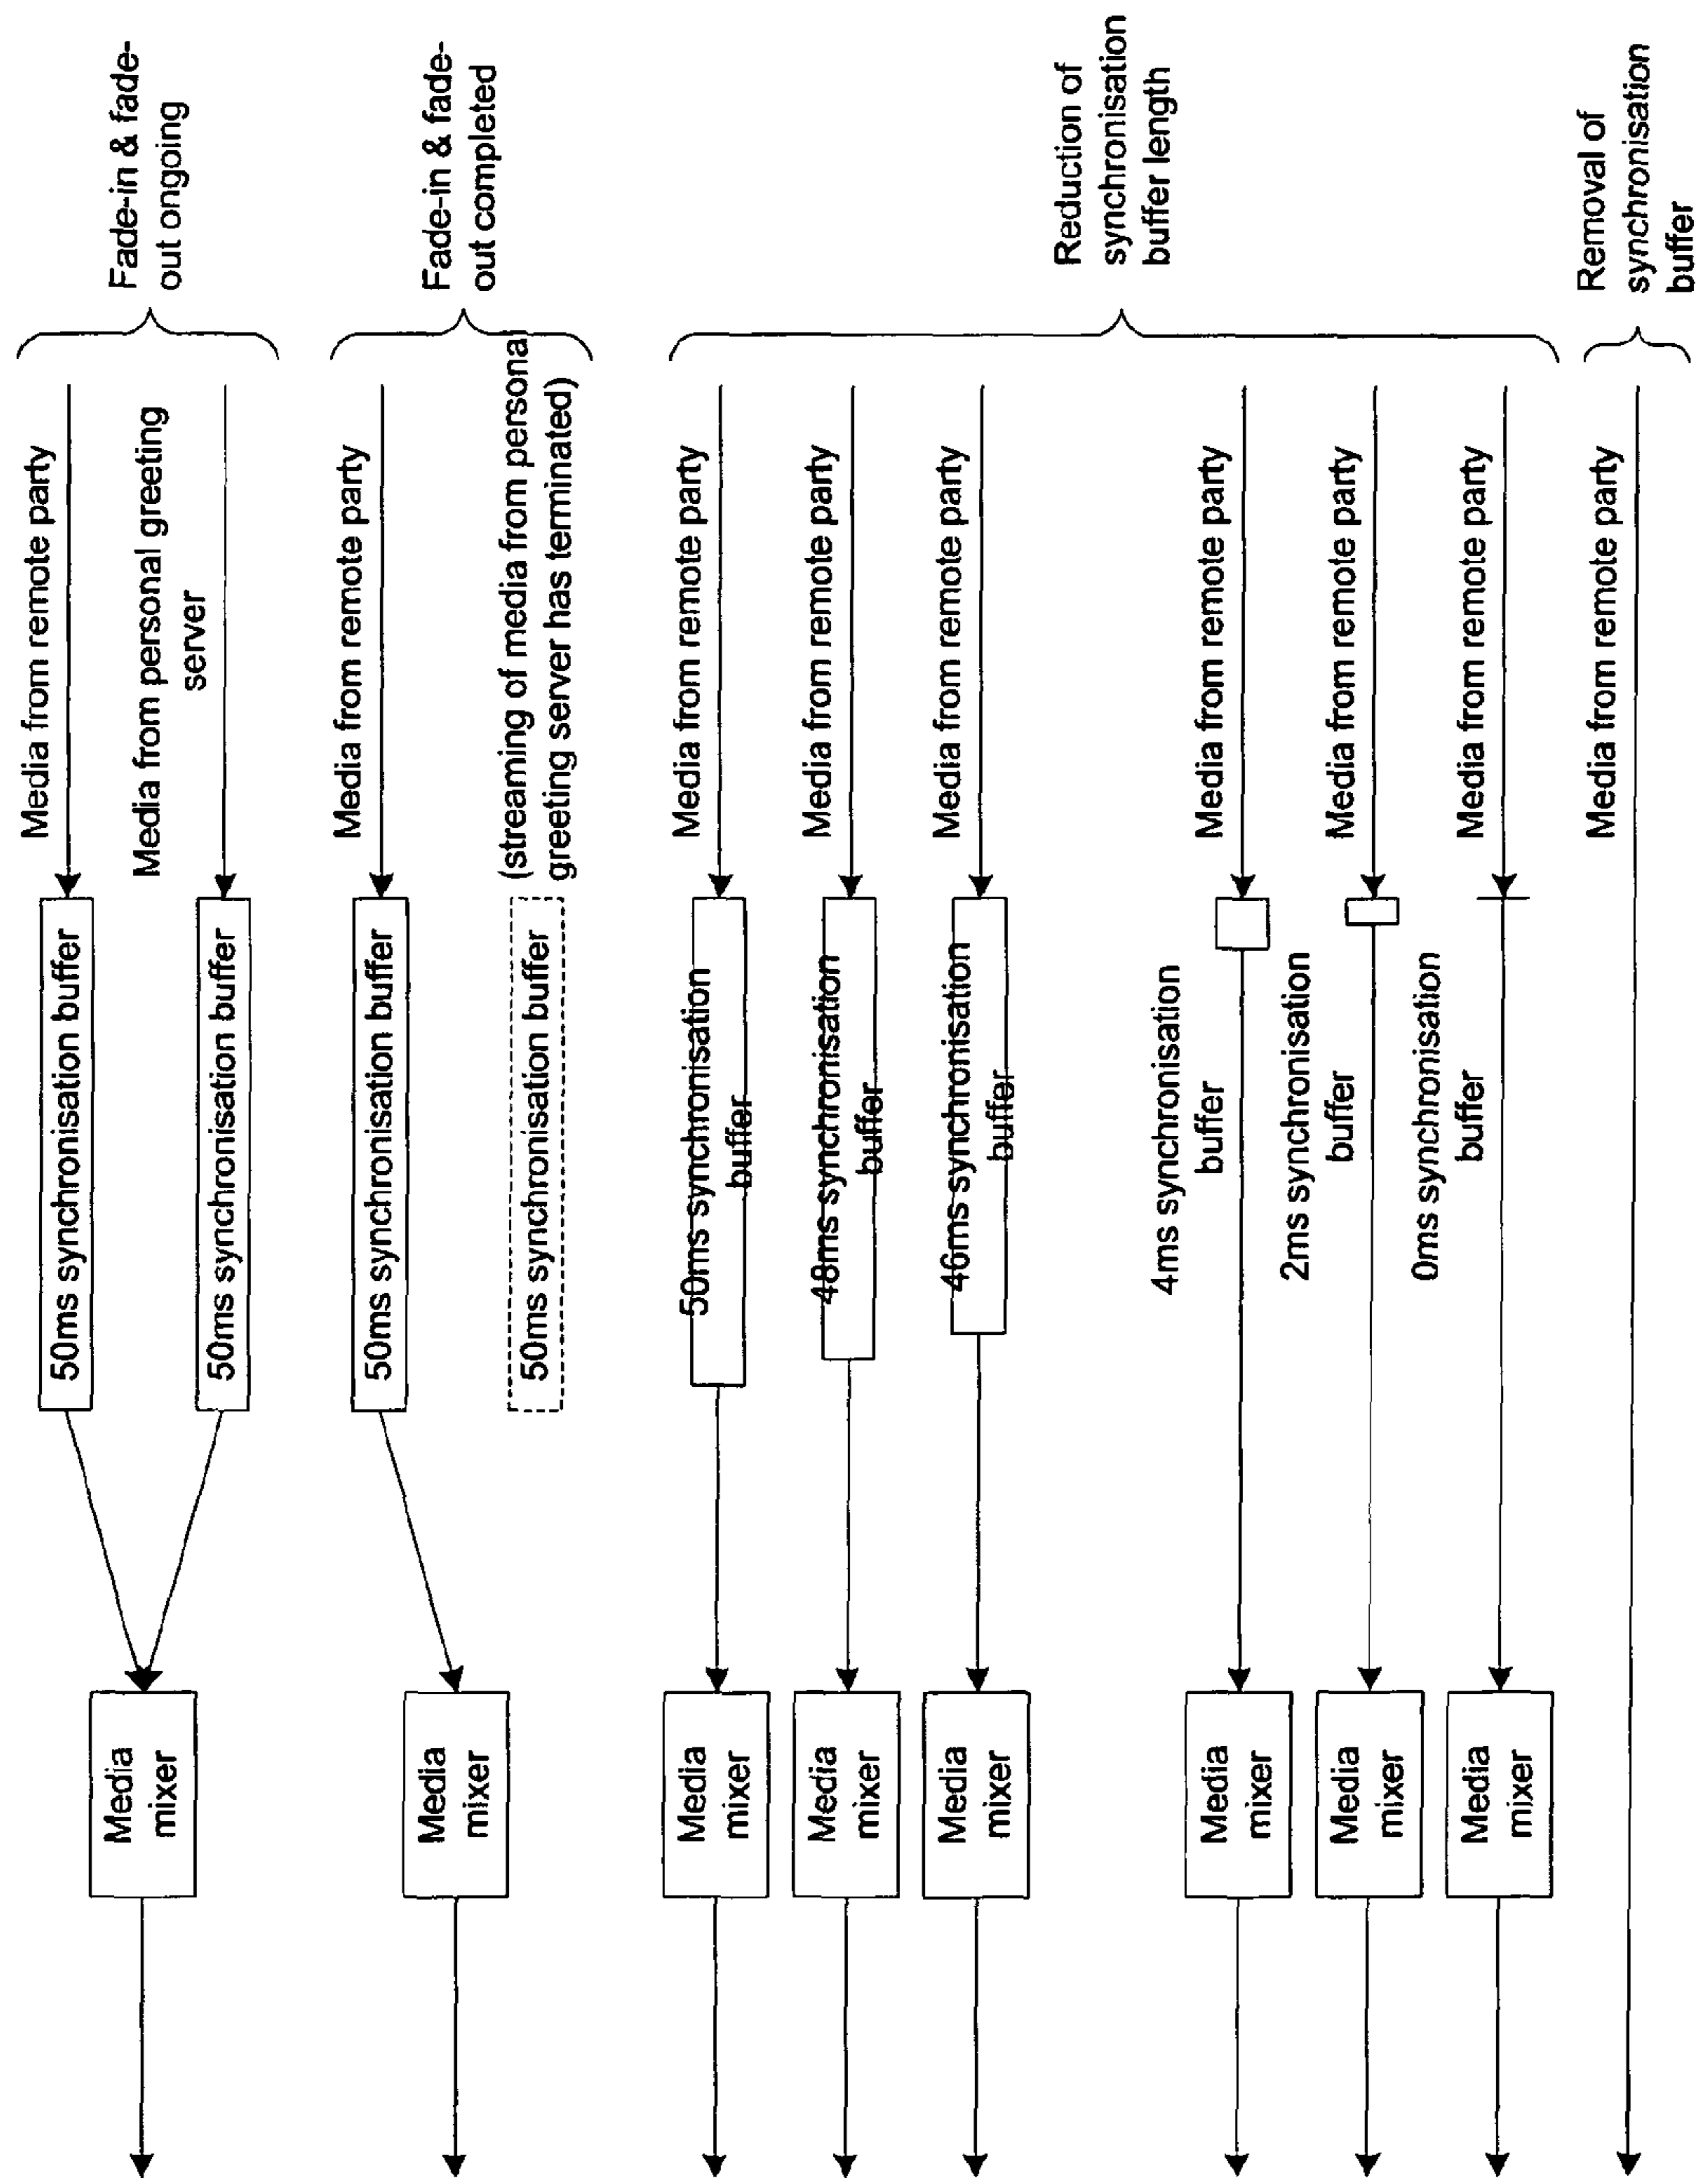 Fade-in & fade-
out ongoing
Media from remote party
50ms synchronisation buffer
Media from personal greeting
server
50ms synchronisation buffer
Media
mixer
Fade-in & fade-
out completed
Media from remote party
50ms synchronisation buffer
(streaming of media from personal
greeting server has terminated)
50ms synchronisation buffer
Media
mixer
Reduction of
synchronisation
buffer length
Media from remote party
50ms synchronisation
buffer
Media
mixer
Media from remote party
48ms synchronisation
buffer
Media
mixer
Media from remote party
46ms synchronisation
buffer
Media
mixer
Media from remote party
4ms synchronisation
buffer
Media
mixer
Media from remote party
2ms synchronisation
buffer
Media
mixer
Media from remote party
0ms synchronisation
buffer
Media
mixer
Removal of
synchronisation
buffer
Media from remote party